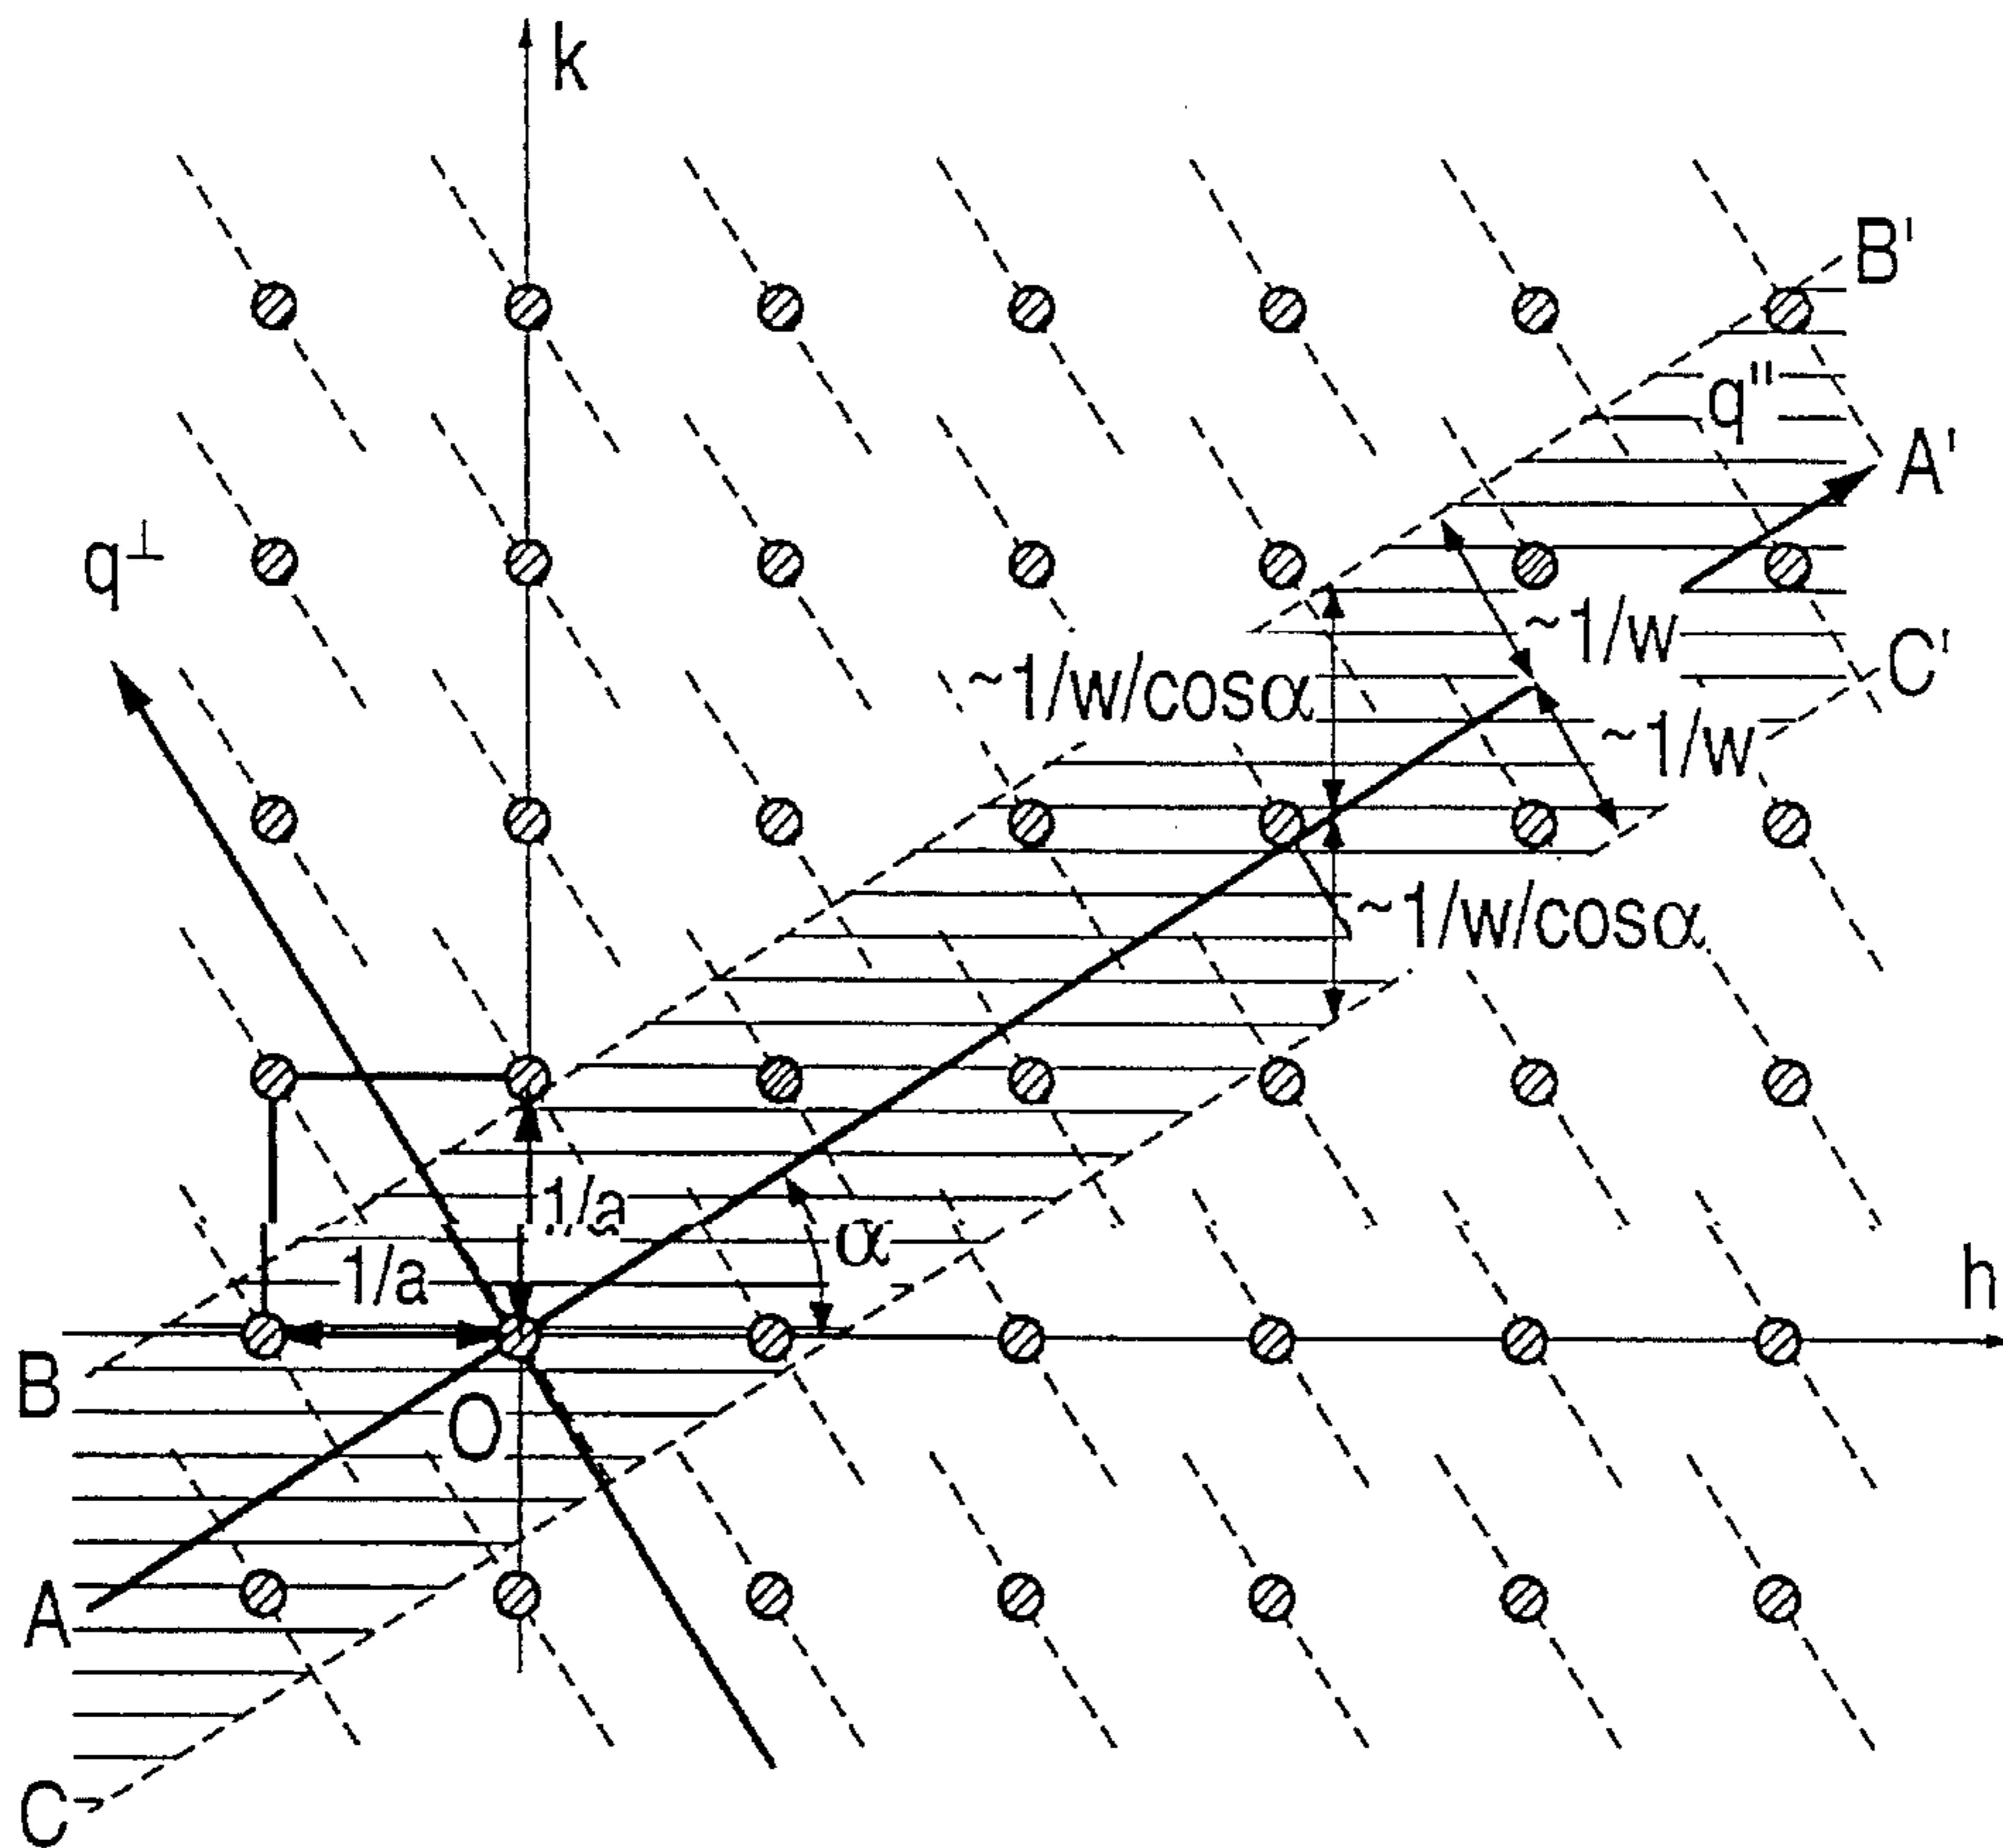 k
B'
q"
A'
q⊥
~1/w
C'
~1/w/cosα
~1/w
~1/w/cosα
1/a
α
1/a
h
B
O
A
C